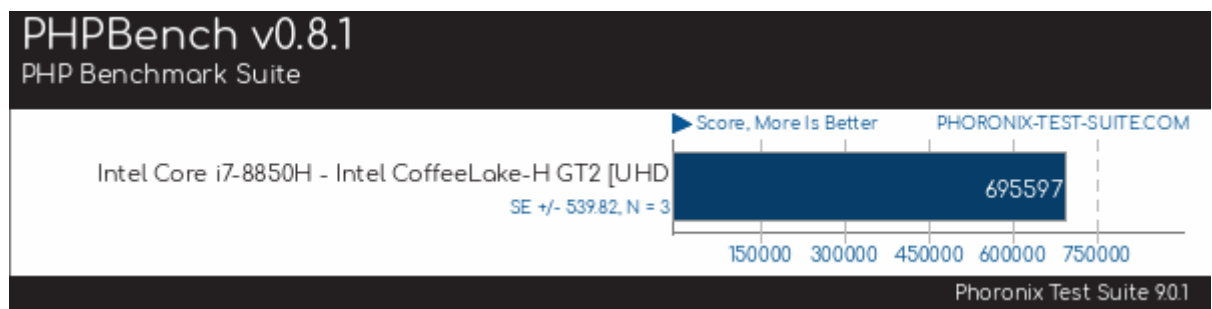 PHPBench v0.8.1
PHP Benchmark Suite
Score, More Is Better PHORONIX-TEST-SUITE.COM
Intel Core i7-8850H - Intel CoffeeLake-H GT2 [UHD
695597
SE +/- 539.82, N = 3
150000 300000 450000 600000 750000
Phoronix Test Suite 9.0.1